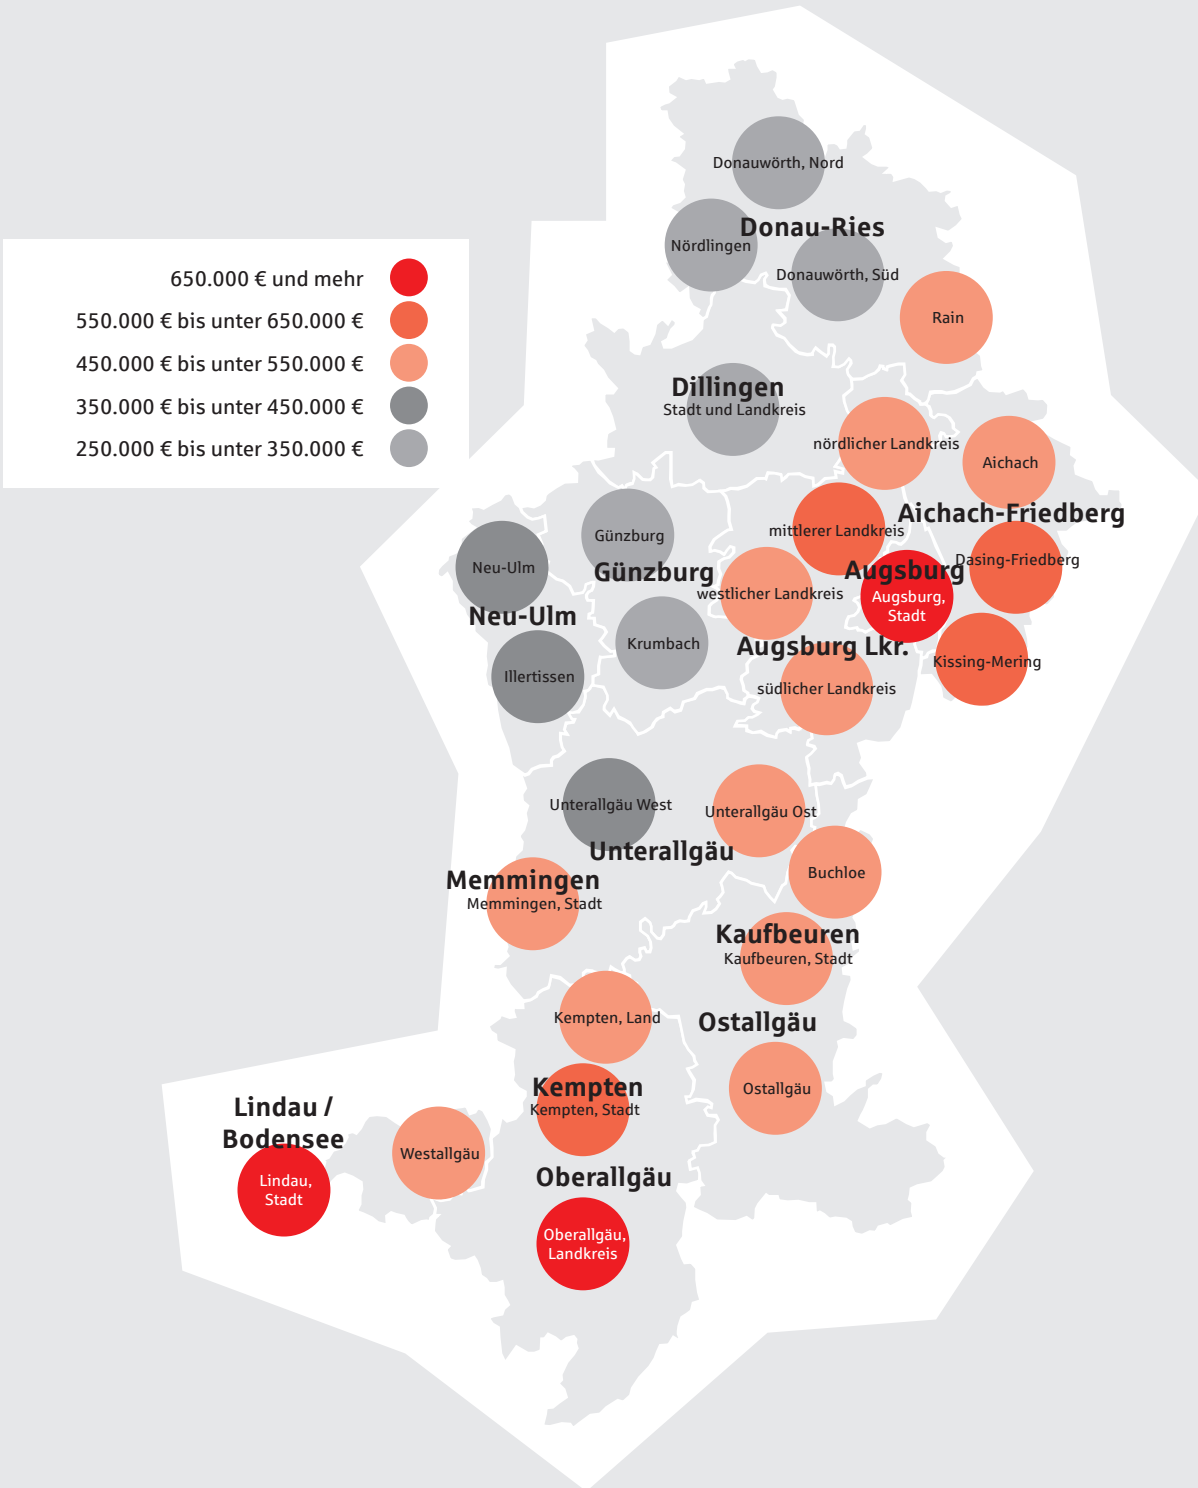 650.000 € und mehr
550.000 € bis unter 650.000 €
450.000 € bis unter 550.000 €
350.000 € bis unter 450.000 €
250.000 € bis unter 350.000 €
Donauwörth, Nord
Donau-Ries
Nördlingen
Donauwörth, Süd
Rain
Dillingen
Stadt und Landkreis
nördlicher Landkreis
Aichach
Aichach-Friedberg
mittlerer Landkreis
Günzburg
Dasing-Friedberg
Neu-Ulm
Günzburg
Augsburg
westlicher Landkreis
Augsburg,
Stadt
Neu-Ulm
Krumbach
Augsburg Lkr.
Kissing-Mering
Illertissen
südlicher Landkreis
Unterallgäu West
Unterallgäu Ost
Unterallgäu
Buchloe
Memmingen
Memmingen, Stadt
Kaufbeuren
Kaufbeuren, Stadt
Kempten, Land
Ostallgäu
Kempten
Kempten, Stadt
Ostallgäu
Lindau /
Bodensee
Westallgäu
Lindau,
Stadt
Oberallgäu
Oberallgäu,
Landkreis